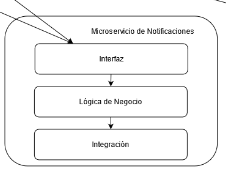 Microservicio de Notificaciones
Interfaz
Lógica de Negocio
Integración